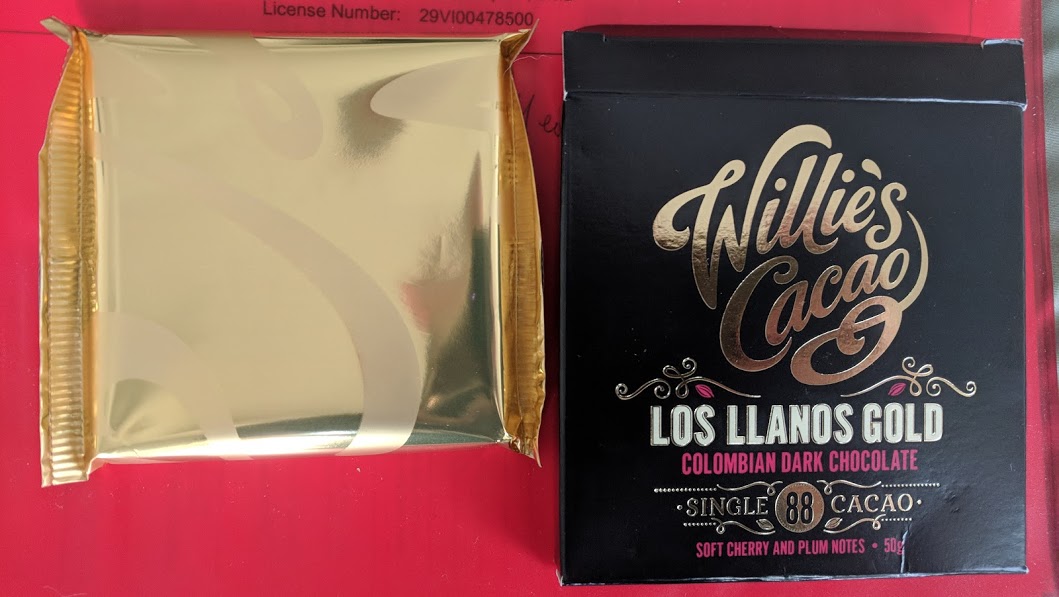 License Number: 29VI00478500
Willie's
Cacao
LOS LLANOS GOLD
COLOMBIAN DARK CHOCOLATE
· SINGLE 88 CACAO ·
SOFT CHERRY AND PLUM NOTES • 50g